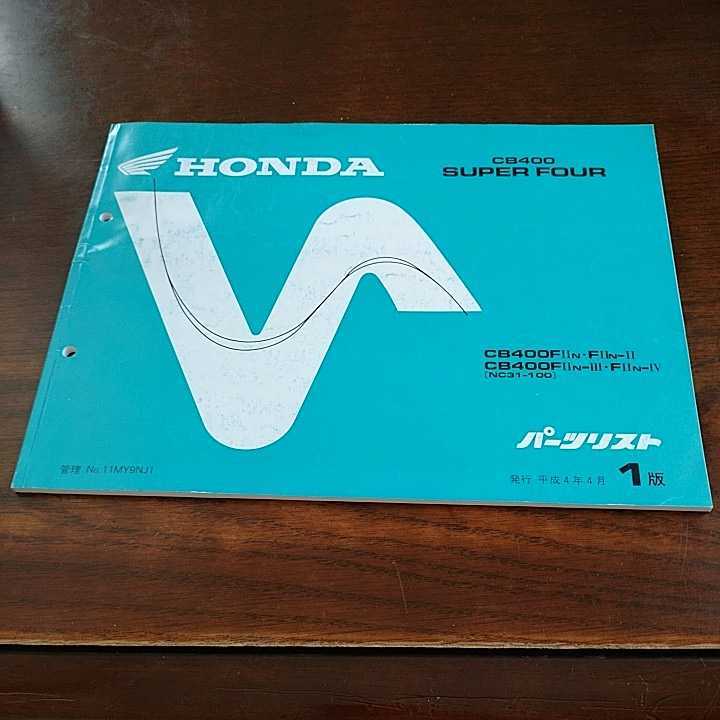 HONDA
CB400
SUPER FOUR
CB400FⅡN・FⅡN-Ⅱ
CB400FⅡN-Ⅲ・FⅡN-Ⅳ
[NC31-100]
パーツリスト
管理 No.11MY9NJ1
発行 平成4年4月 1版